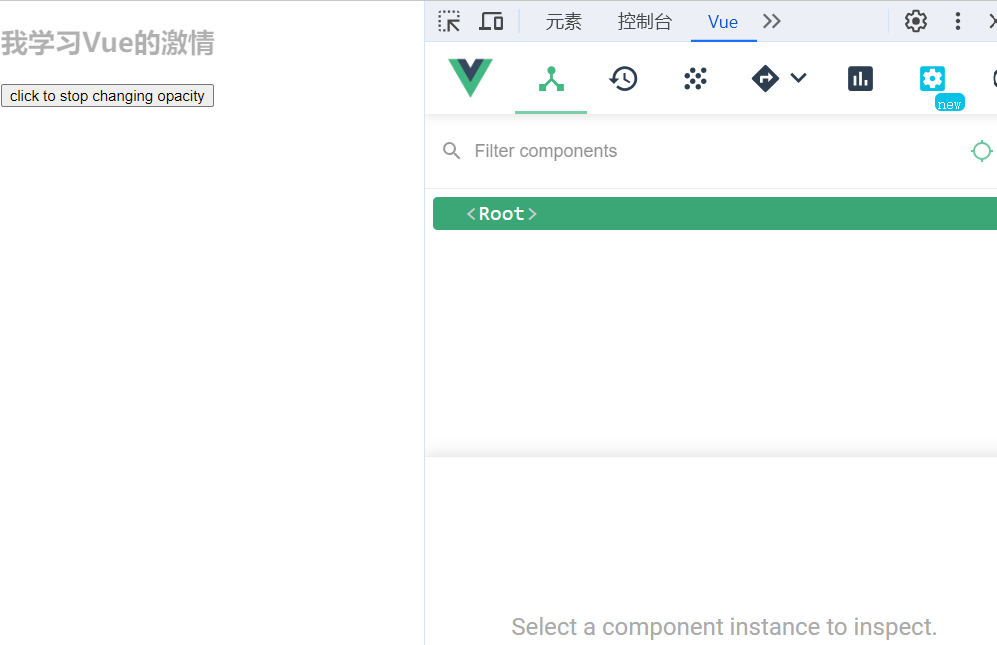 我学习Vue的激情
click to stop changing opacity
元素 控制台 Vue
new
Filter components
<Root>
Select a component instance to inspect.